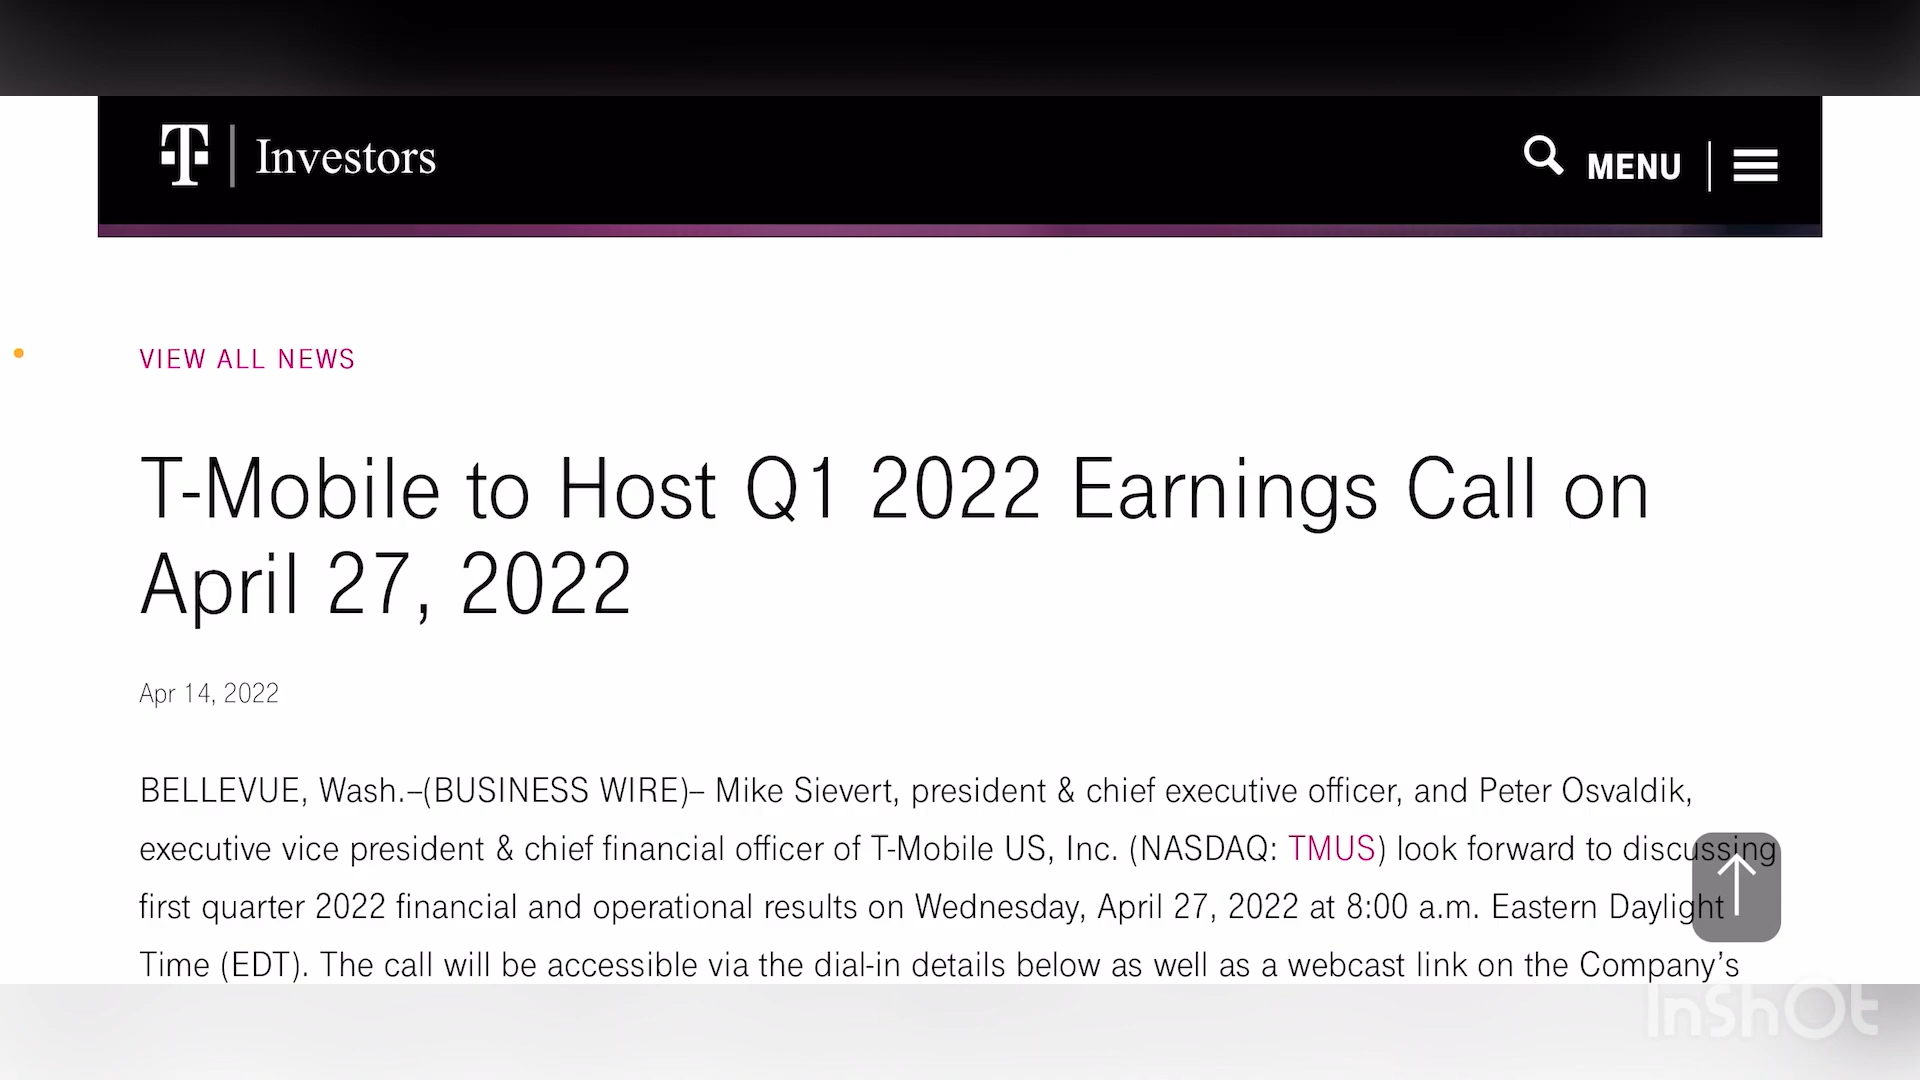 T | Investors
MENU
VIEW ALL NEWS
T-Mobile to Host Q1 2022 Earnings Call on
April 27, 2022
Apr 14, 2022
BELLEVUE, Wash.–(BUSINESS WIRE)– Mike Sievert, president & chief executive officer, and Peter Osvaldik,
executive vice president & chief financial officer of T-Mobile US, Inc. (NASDAQ: TMUS) look forward to discussing
first quarter 2022 financial and operational results on Wednesday, April 27, 2022 at 8:00 a.m. Eastern Daylight
Time (EDT). The call will be accessible via the dial-in details below as well as a webcast link on the Company’s
InShOt